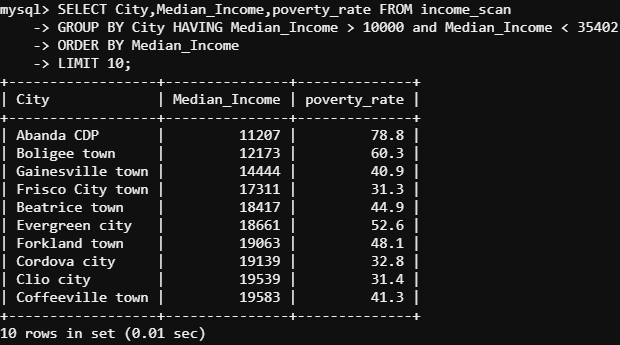 mysql> SELECT City,Median_Income,poverty_rate FROM income_scan
    -> GROUP BY City HAVING Median_Income > 10000 and Median_Income < 35402
    -> ORDER BY Median_Income
    -> LIMIT 10;
+------------------+---------------+--------------+
| City             | Median_Income | poverty_rate |
+------------------+---------------+--------------+
| Abanda CDP       |         11207 |         78.8 |
| Boligee town     |         12173 |         60.3 |
| Gainesville town |         14444 |         40.9 |
| Frisco City town |         17311 |         31.3 |
| Beatrice town    |         18417 |         44.9 |
| Evergreen city   |         18661 |         52.6 |
| Forkland town    |         19063 |         48.1 |
| Cordova city     |         19139 |         32.8 |
| Clio city        |         19539 |         31.4 |
| Coffeeville town |         19583 |         41.3 |
+------------------+---------------+--------------+
10 rows in set (0.01 sec)